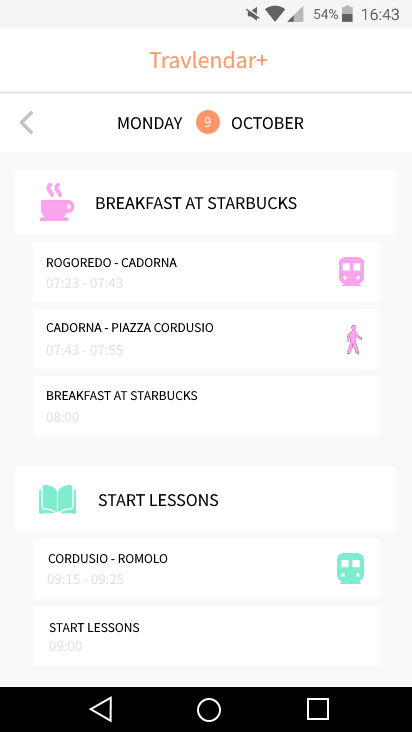 54% 16:43
Travlendar+
MONDAY 9 OCTOBER
BREAKFAST AT STARBUCKS
ROGOREDO - CADORNA
07:23 - 07:43
CADORNA - PIAZZA CORDUSIO
07:43 - 07:55
BREAKFAST AT STARBUCKS
08:00
START LESSONS
CORDUSIO - ROMOLO
09:15 - 09:25
START LESSONS
09:00